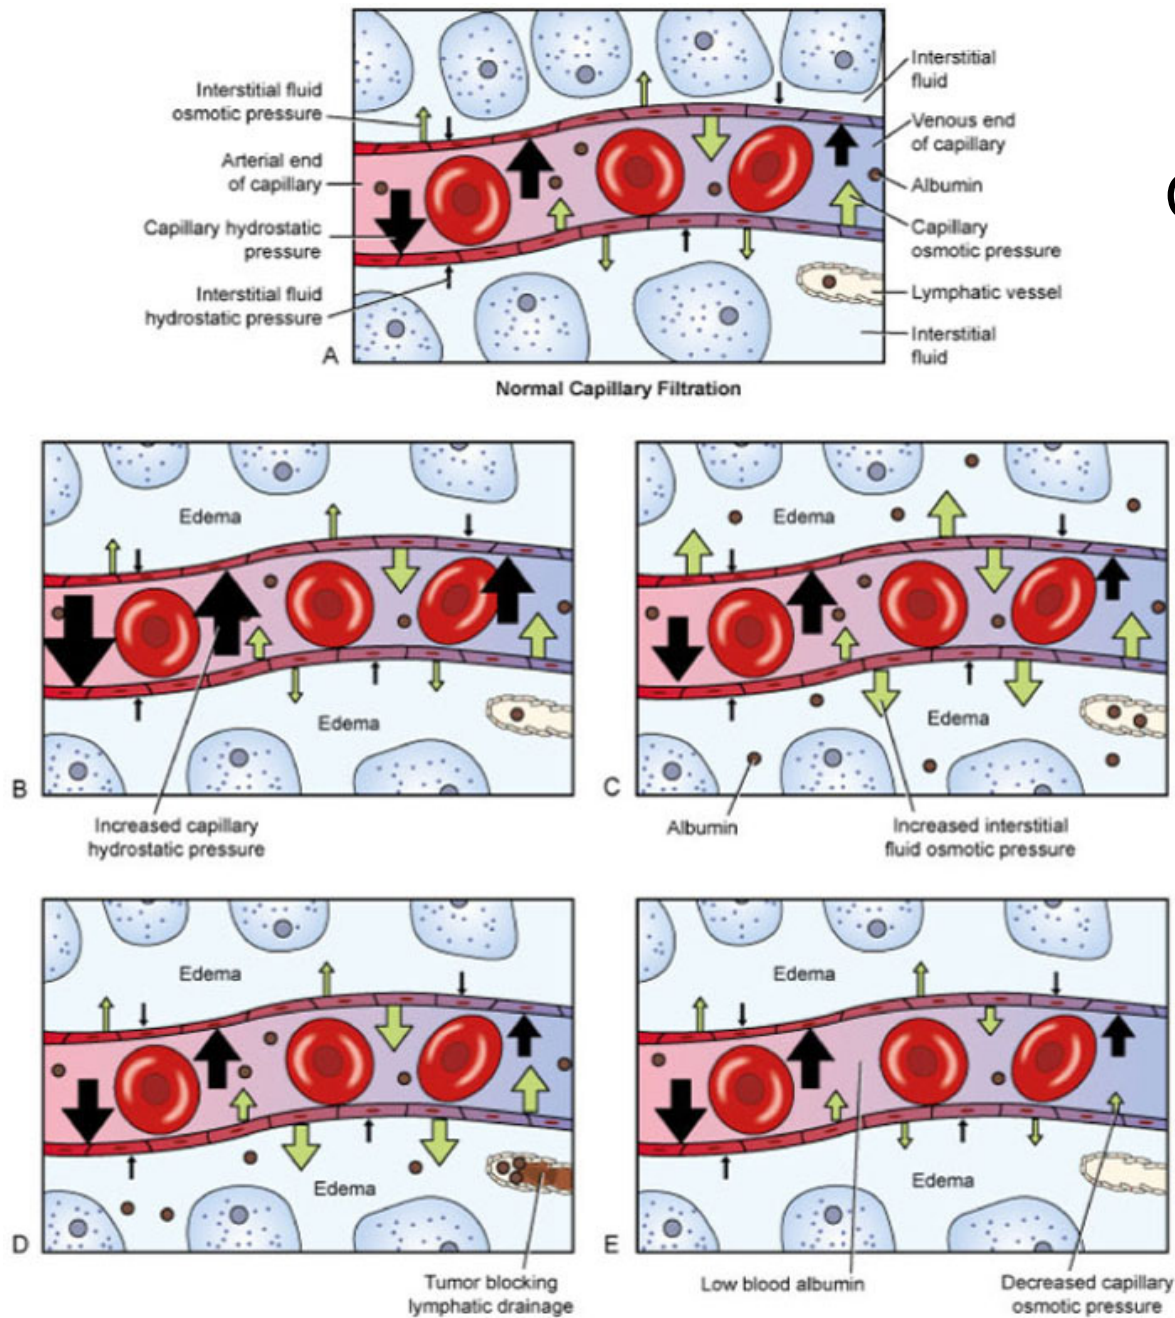 Interstitial fluid
osmotic pressure
Arterial end
of capillary
Capillary hydrostatic
pressure
Interstitial fluid
hydrostatic pressure
A
Interstitial
fluid
Venous end
of capillary
Albumin
Capillary
osmotic pressure
Lymphatic vessel
Interstitial
fluid
Normal Capillary Filtration
Edema
Edema
B
Increased capillary
hydrostatic pressure
Edema
Edema
C
Albumin
Increased interstitial
fluid osmotic pressure
Edema
Edema
D
Tumor blocking
lymphatic drainage
Edema
Edema
E
Low blood albumin
Decreased capillary
osmotic pressure